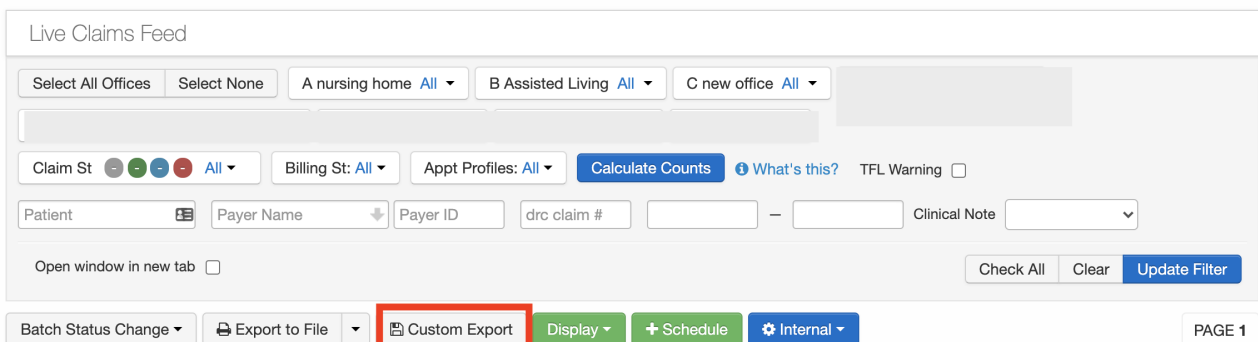 Live Claims Feed
Select All Offices Select None A nursing home All B Assisted Living All C new office All
Claim St - - - - All Billing St: All Appt Profiles: All Calculate Counts What's this? TFL Warning
Patient Payer Name Payer ID drc claim # — Clinical Note
Open window in new tab Check All Clear Update Filter
Batch Status Change Export to File Custom Export Display + Schedule Internal PAGE 1